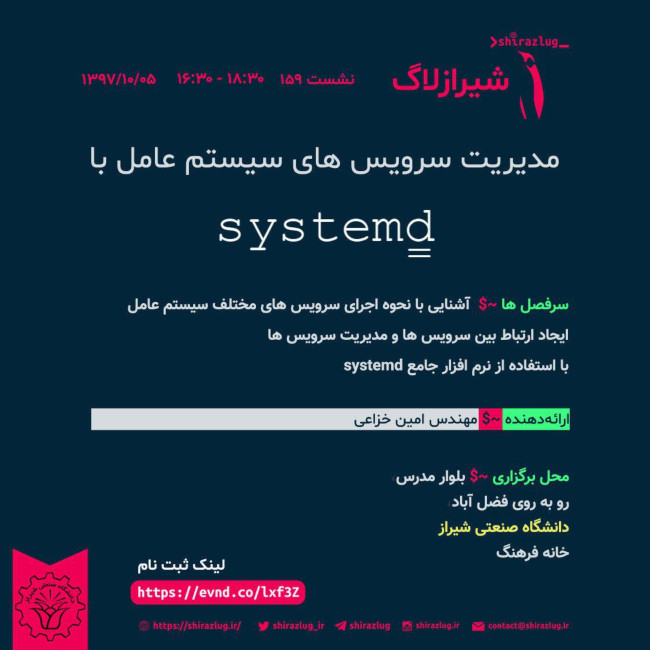 >shirazlug_
شیرازلاگ
نشست ۱۵۹ ۱۶:۳۰ - ۱۸:۳۰ ۱۳۹۷/۱۰/۰۵
مدیریت سرویس های سیستم عامل با
systemd
سرفصل ها ~$ آشنایی با نحوه اجرای سرویس های مختلف سیستم عامل
ایجاد ارتباط بین سرویس ها و مدیریت سرویس ها
با استفاده از نرم افزار جامع systemd
ارائه‌دهنده ~$ مهندس امین خزاعی
محل برگزاری ~$ بلوار مدرس
رو به روی فضل آباد
دانشگاه صنعتی شیراز
خانه فرهنگ
لینک ثبت نام
https://evnd.co/lxf3Z
https://shirazlug.ir/ shirazlug_ir shirazlug shirazlug.ir contact@shirazlug.ir